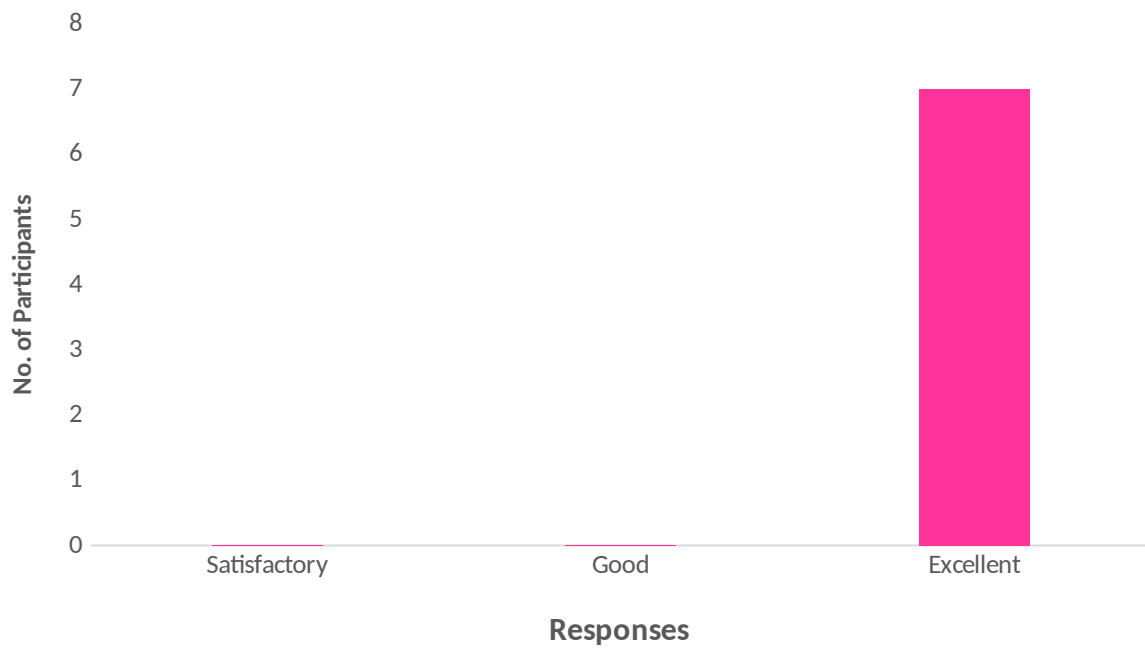 8
7
6
5
4
3
2
1
0
No. of Participants
Satisfactory
Good
Excellent
Responses